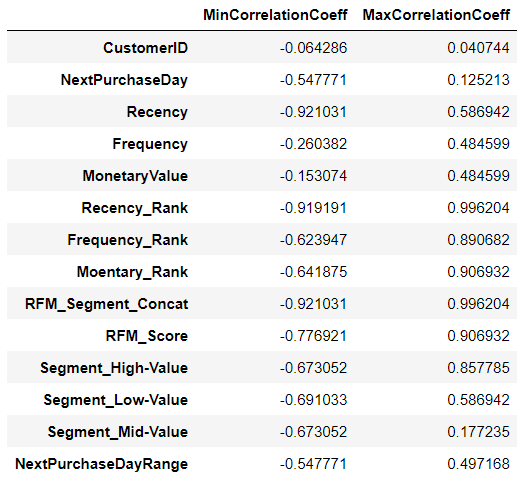 MinCorrelationCoeff MaxCorrelationCoeff
CustomerID -0.064286 0.040744
NextPurchaseDay -0.547771 0.125213
Recency -0.921031 0.586942
Frequency -0.260382 0.484599
MonetaryValue -0.153074 0.484599
Recency_Rank -0.919191 0.996204
Frequency_Rank -0.623947 0.890682
Moentary_Rank -0.641875 0.906932
RFM_Segment_Concat -0.921031 0.996204
RFM_Score -0.776921 0.906932
Segment_High-Value -0.673052 0.857785
Segment_Low-Value -0.691033 0.586942
Segment_Mid-Value -0.673052 0.177235
NextPurchaseDayRange -0.547771 0.497168